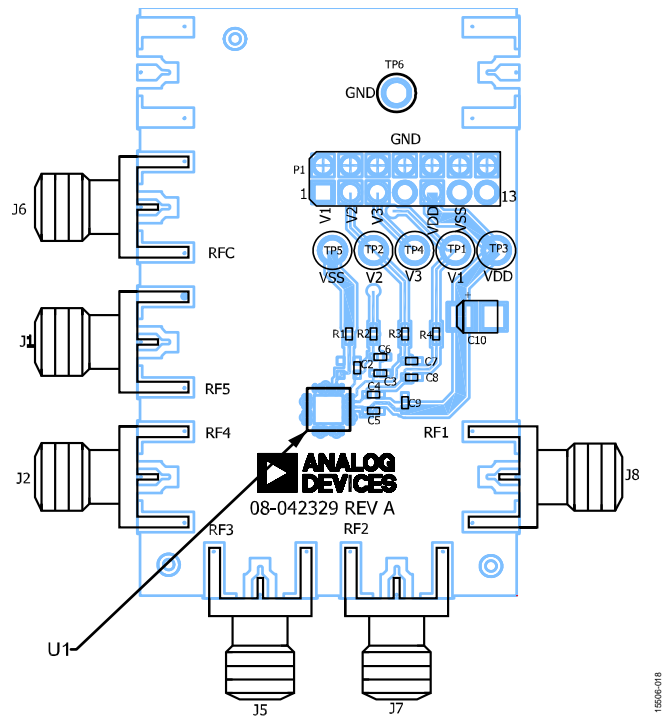 TP6
GND
GND
P1
1
13
V1
V2
V3
VDD
VSS
J6
RFC
TP5
TP2
TP4
TP1
TP3
VSS
V2
V3
V1
VDD
+
C10
J1
RF5
R1
R2
R3
R4
C6
C7
C2
C3
C8
C4
C9
C5
J2
RF4
RF1
J8
ANALOG
DEVICES
08-042329 REV A
RF3
RF2
U1
J5
J7
15506-018